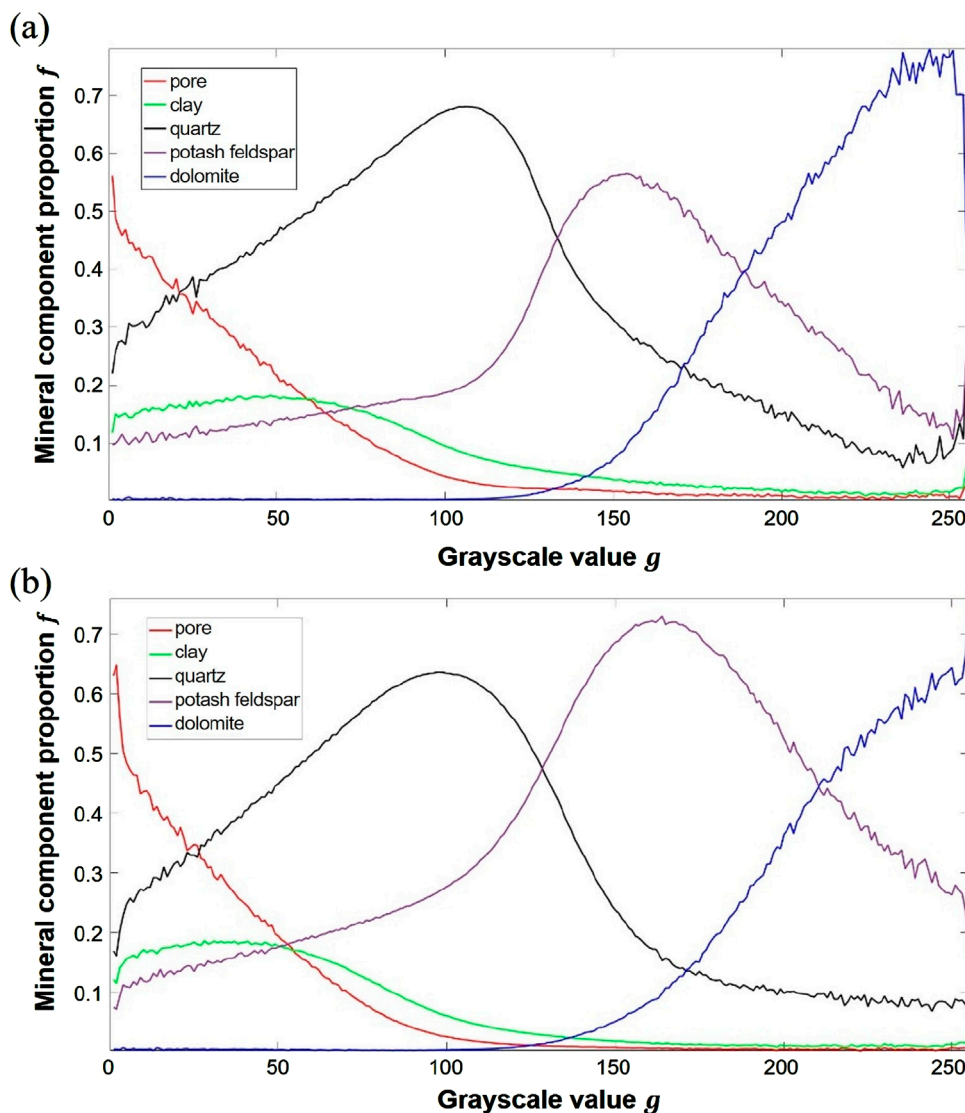 (a)
Mineral component proportion f
0.7
0.6
0.5
0.4
0.3
0.2
0.1
pore
clay
quartz
potash feldspar
dolomite
0 50 100 150 200 250
Grayscale value g
(b)
Mineral component proportion f
0.7
0.6
0.5
0.4
0.3
0.2
0.1
pore
clay
quartz
potash feldspar
dolomite
0 50 100 150 200 250
Grayscale value g